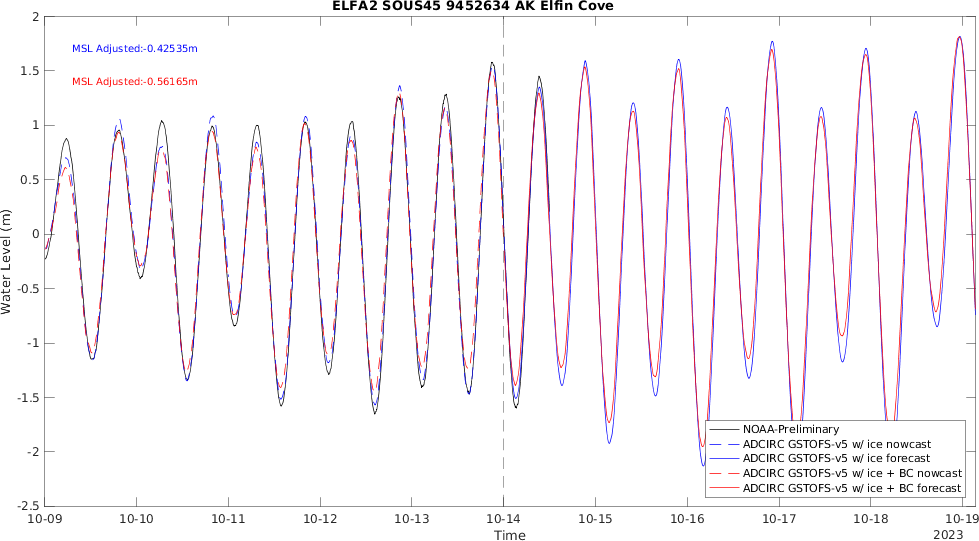 ELFA2 SOUS45 9452634 AK Elfin Cove
MSL Adjusted:-0.42535m
MSL Adjusted:-0.56165m
Water Level (m)
2
1.5
1
0.5
0
-0.5
-1
-1.5
-2
-2.5
NOAA-Preliminary
ADCIRC GSTOFS-v5 w/ ice nowcast
ADCIRC GSTOFS-v5 w/ ice forecast
ADCIRC GSTOFS-v5 w/ice + BC nowcast
ADCIRC GSTOFS-v5 w/ice + BC forecast
10-09 10-10 10-11 10-12 10-13 10-14 10-15 10-16 10-17 10-18 10-19
Time
2023